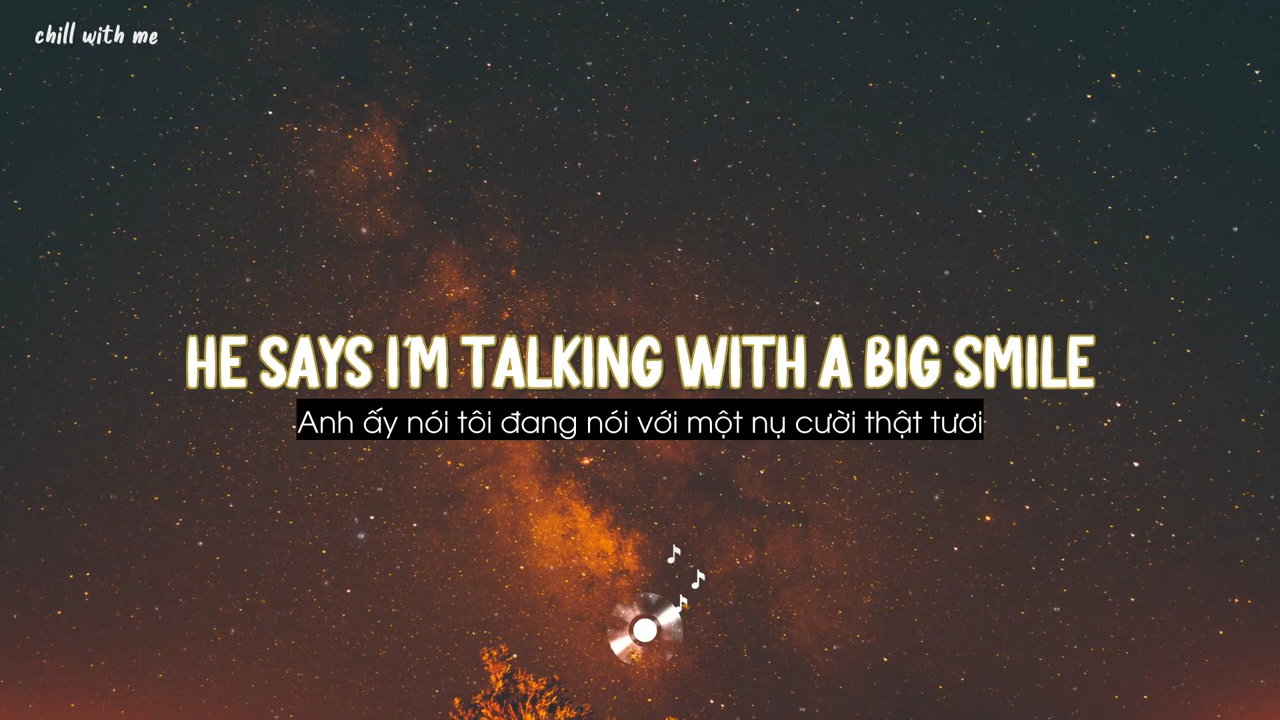 chill with me
HE SAYS I'M TALKING WITH A BIG SMILE
Anh ấy nói tôi đang nói với một nụ cười thật tươi